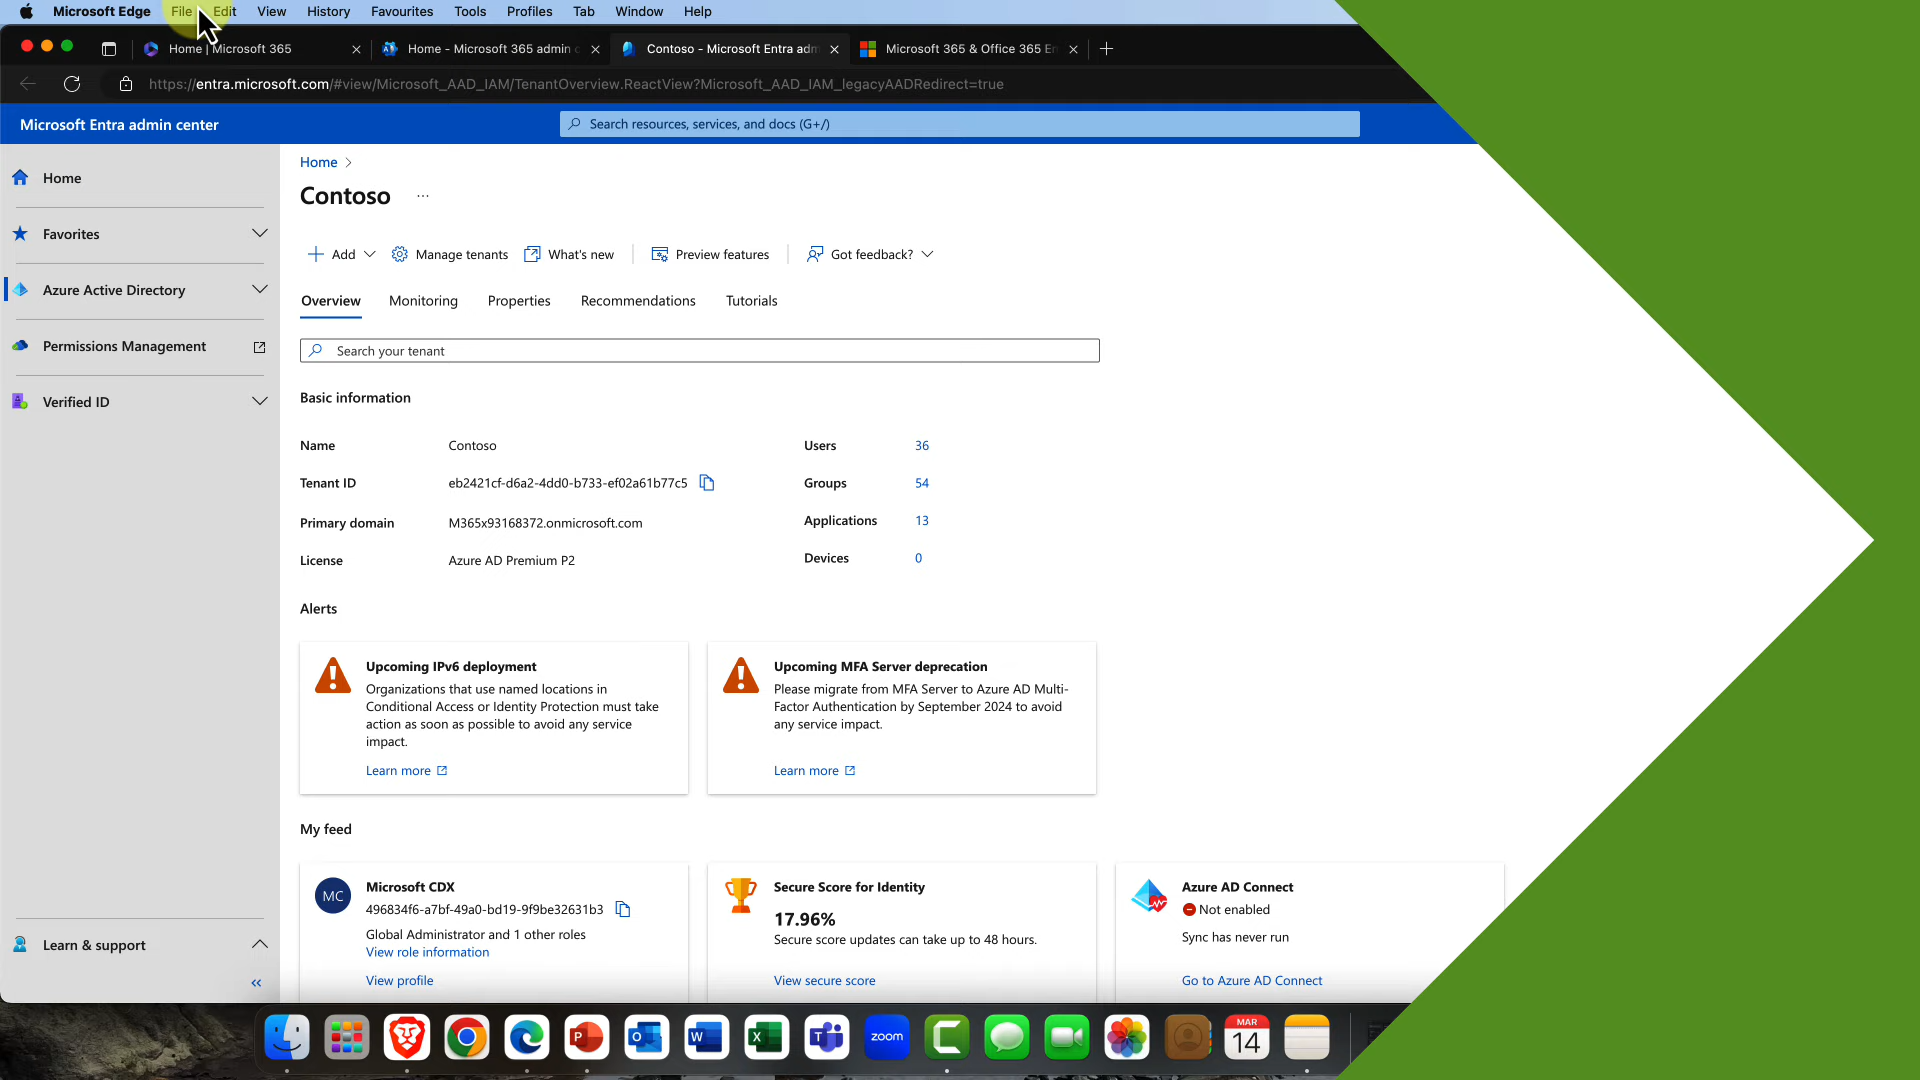 Microsoft Edge File Edit View History Favourites Tools Profiles Tab Window Help
Home | Microsoft 365
Home - Microsoft 365 admin c
Contoso - Microsoft Entra adm
Microsoft 365 & Office 365 En
https://entra.microsoft.com/#view/Microsoft_AAD_IAM/TenantOverview.ReactView?Microsoft_AAD_IAM_legacyAADRedirect=true
Microsoft Entra admin center
Search resources, services, and docs (G+/)
Home
Favorites
Azure Active Directory
Permissions Management
Verified ID
Learn & support
«
Home >
Contoso ...
Add
Manage tenants
What's new
Preview features
Got feedback?
Overview Monitoring Properties Recommendations Tutorials
Search your tenant
Basic information
Name Contoso
Tenant ID eb2421cf-d6a2-4dd0-b733-ef02a61b77c5
Primary domain M365x93168372.onmicrosoft.com
License Azure AD Premium P2
Users 36
Groups 54
Applications 13
Devices 0
Alerts
Upcoming IPv6 deployment
Organizations that use named locations in
Conditional Access or Identity Protection must take
action as soon as possible to avoid any service
impact.
Learn more
Upcoming MFA Server deprecation
Please migrate from MFA Server to Azure AD Multi-
Factor Authentication by September 2024 to avoid
any service impact.
Learn more
My feed
MC
Microsoft CDX
496834f6-a7bf-49a0-bd19-9f9be32631b3
Global Administrator and 1 other roles
View role information
View profile
Secure Score for Identity
17.96%
Secure score updates can take up to 48 hours.
View secure score
Azure AD Connect
Not enabled
Sync has never run
Go to Azure AD Connect
P
O
W
X
T
zoom
MAR
14